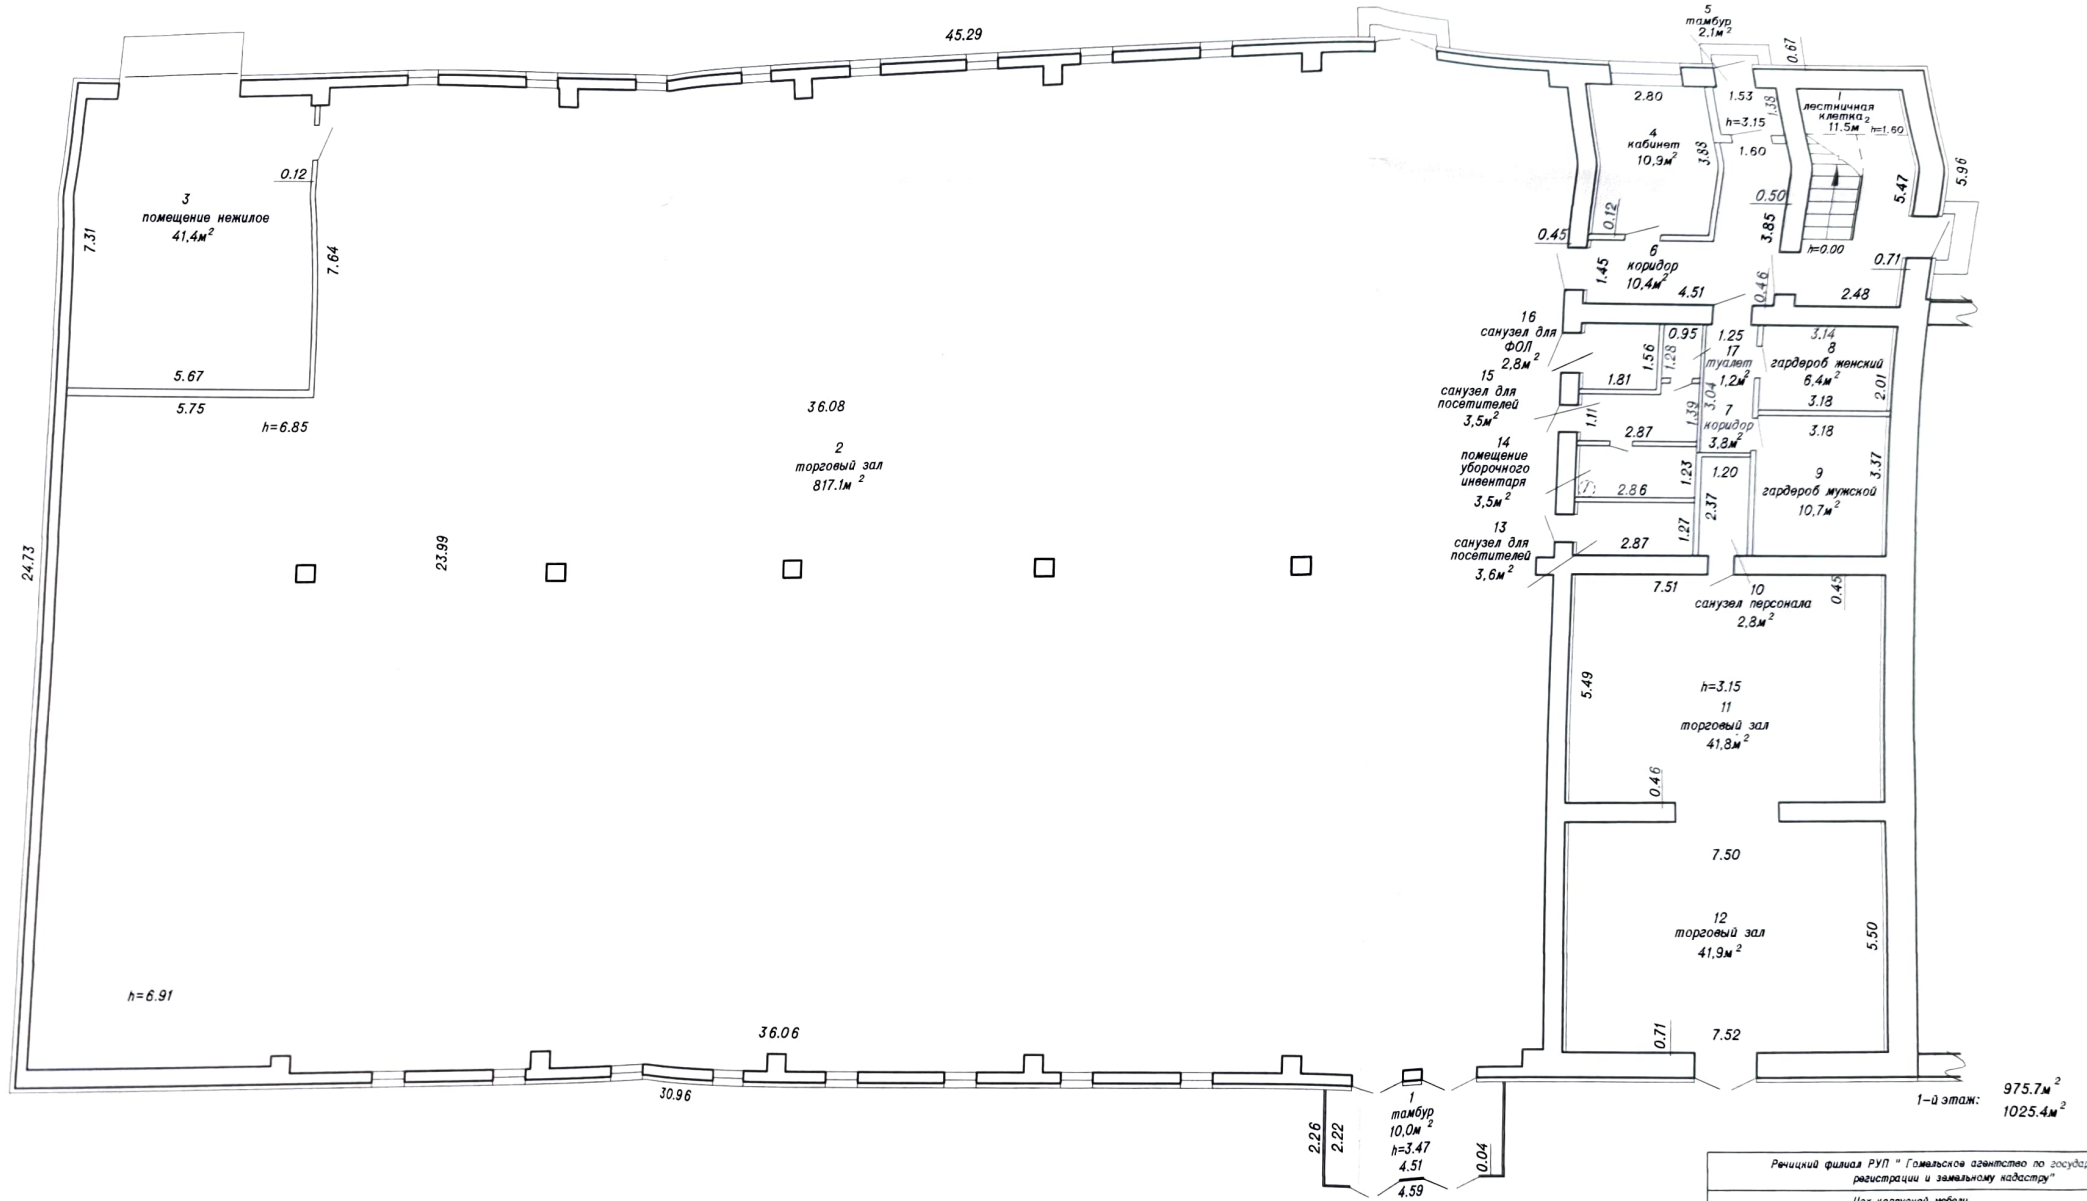 45.29
5
тамбур
2,1м²
0.67
2.80
1.53
1.38
1
лестничная
клетка
11.5м²
h=1.60
h=3.15
4
кабинет
10,9м²
3.88
1.60
5.96
5.47
0.12
3
помещение нежилое
41,4м²
7.31
7.64
0.12
0.50
3.85
0.45
6
коридор
10,4м²
1.45
4.51
h=0.00
0.71
0.46
2.48
16
санузел для
ФОЛ
2,8м²
0.95
1.25
3.14
1.56
1.28
17
туалет
1,2м²
8
гардероб женский
6,4м²
2.01
5.67
5.75
h=6.85
36.08
15
санузел для
посетителей
3,5м²
1.81
1.11
1.39
3.04
7
коридор
3,8м²
3.18
3.18
2
торговый зал
817.1м²
14
помещение
уборочного
инвентаря
3,5м²
2.87
1.23
1.20
9
гардероб мужской
10,7м²
3.37
Т
2.86
2.37
13
санузел для
посетителей
3,6м²
1.27
2.87
24.73
23.99
7.51
10
санузел персонала
2,8м²
0.45
5.49
h=3.15
11
торговый зал
41,8м²
0.46
7.50
12
торговый зал
41,9м²
5.50
h=6.91
36.06
0.71
7.52
30.96
1
тамбур
10,0м²
h=3.47
4.51
4.59
2.26
2.22
0.04
1-й этаж:
975.7м²
1025.4м²
Речицкий филиал РУП " Гомельское агентство по
регистрации и земельному кадастру"